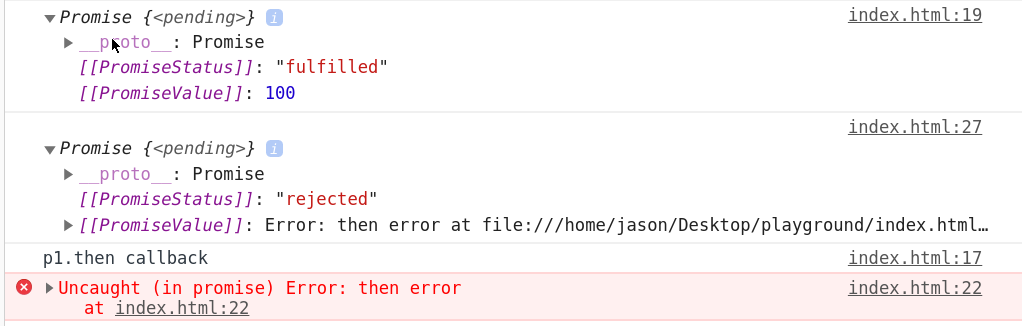 Promise {<pending>} i index.html:19
__proto__: Promise
[[PromiseStatus]]: "fulfilled"
[[PromiseValue]]: 100
index.html:27
Promise {<pending>} i
__proto__: Promise
[[PromiseStatus]]: "rejected"
[[PromiseValue]]: Error: then error at file:///home/jason/Desktop/playground/index.html…
p1.then callback index.html:17
Uncaught (in promise) Error: then error index.html:22
at index.html:22